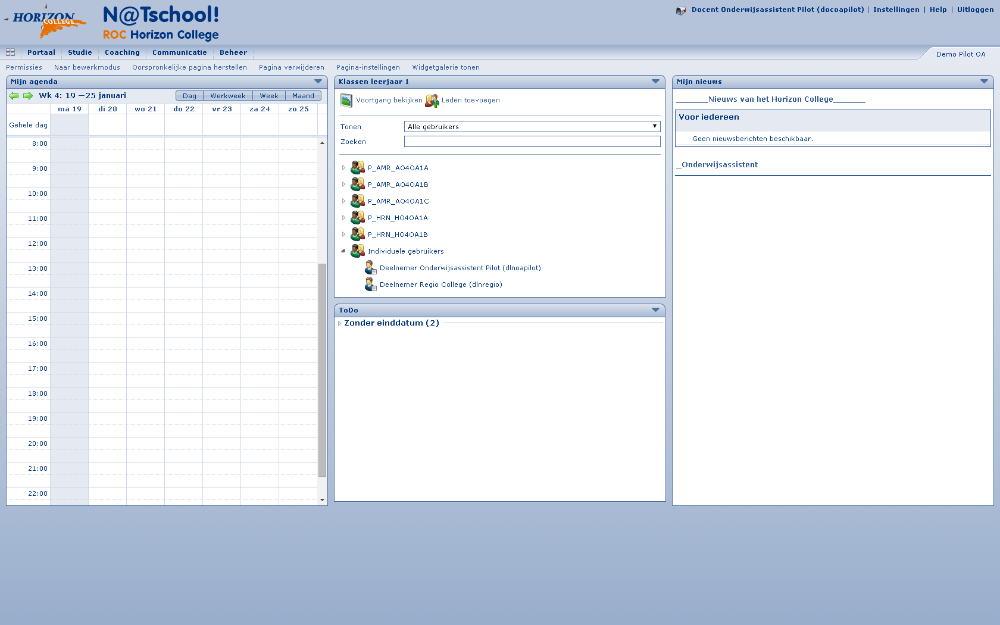 HORIZON
COLLEGE
N@Tschool!
ROC Horizon College
Docent Onderwijsassistent Pilot (docoapilot) | Instellingen | Help | Uitloggen
Portaal Studie Coaching Communicatie Beheer
Demo Pilot OA
Permissies Naar bewerkmodus Oorspronkelijke pagina herstellen Pagina verwijderen Pagina-instellingen Widgetgalerie tonen
Mijn agenda
Wk 4: 19 —25 januari Dag Werkweek Week Maand
ma 19 di 20 wo 21 do 22 vr 23 za 24 zo 25
Gehele dag
8:00
9:00
10:00
11:00
12:00
13:00
14:00
15:00
16:00
17:00
18:00
19:00
20:00
21:00
22:00
Klassen leerjaar 1
Voortgang bekijken Leden toevoegen
Tonen Alle gebruikers
Zoeken
P_AMR_AO4OA1A
P_AMR_AO4OA1B
P_AMR_AO4OA1C
P_HRN_HO4OA1A
P_HRN_HO4OA1B
Individuele gebruikers
Deelnemer Onderwijsassistent Pilot (dlnoapilot)
Deelnemer Regio College (dlnregio)
ToDo
Zonder einddatum (2)
Mijn nieuws
_______Nieuws van het Horizon College_______
Voor iedereen
Geen nieuwsberichten beschikbaar.
_Onderwijsassistent